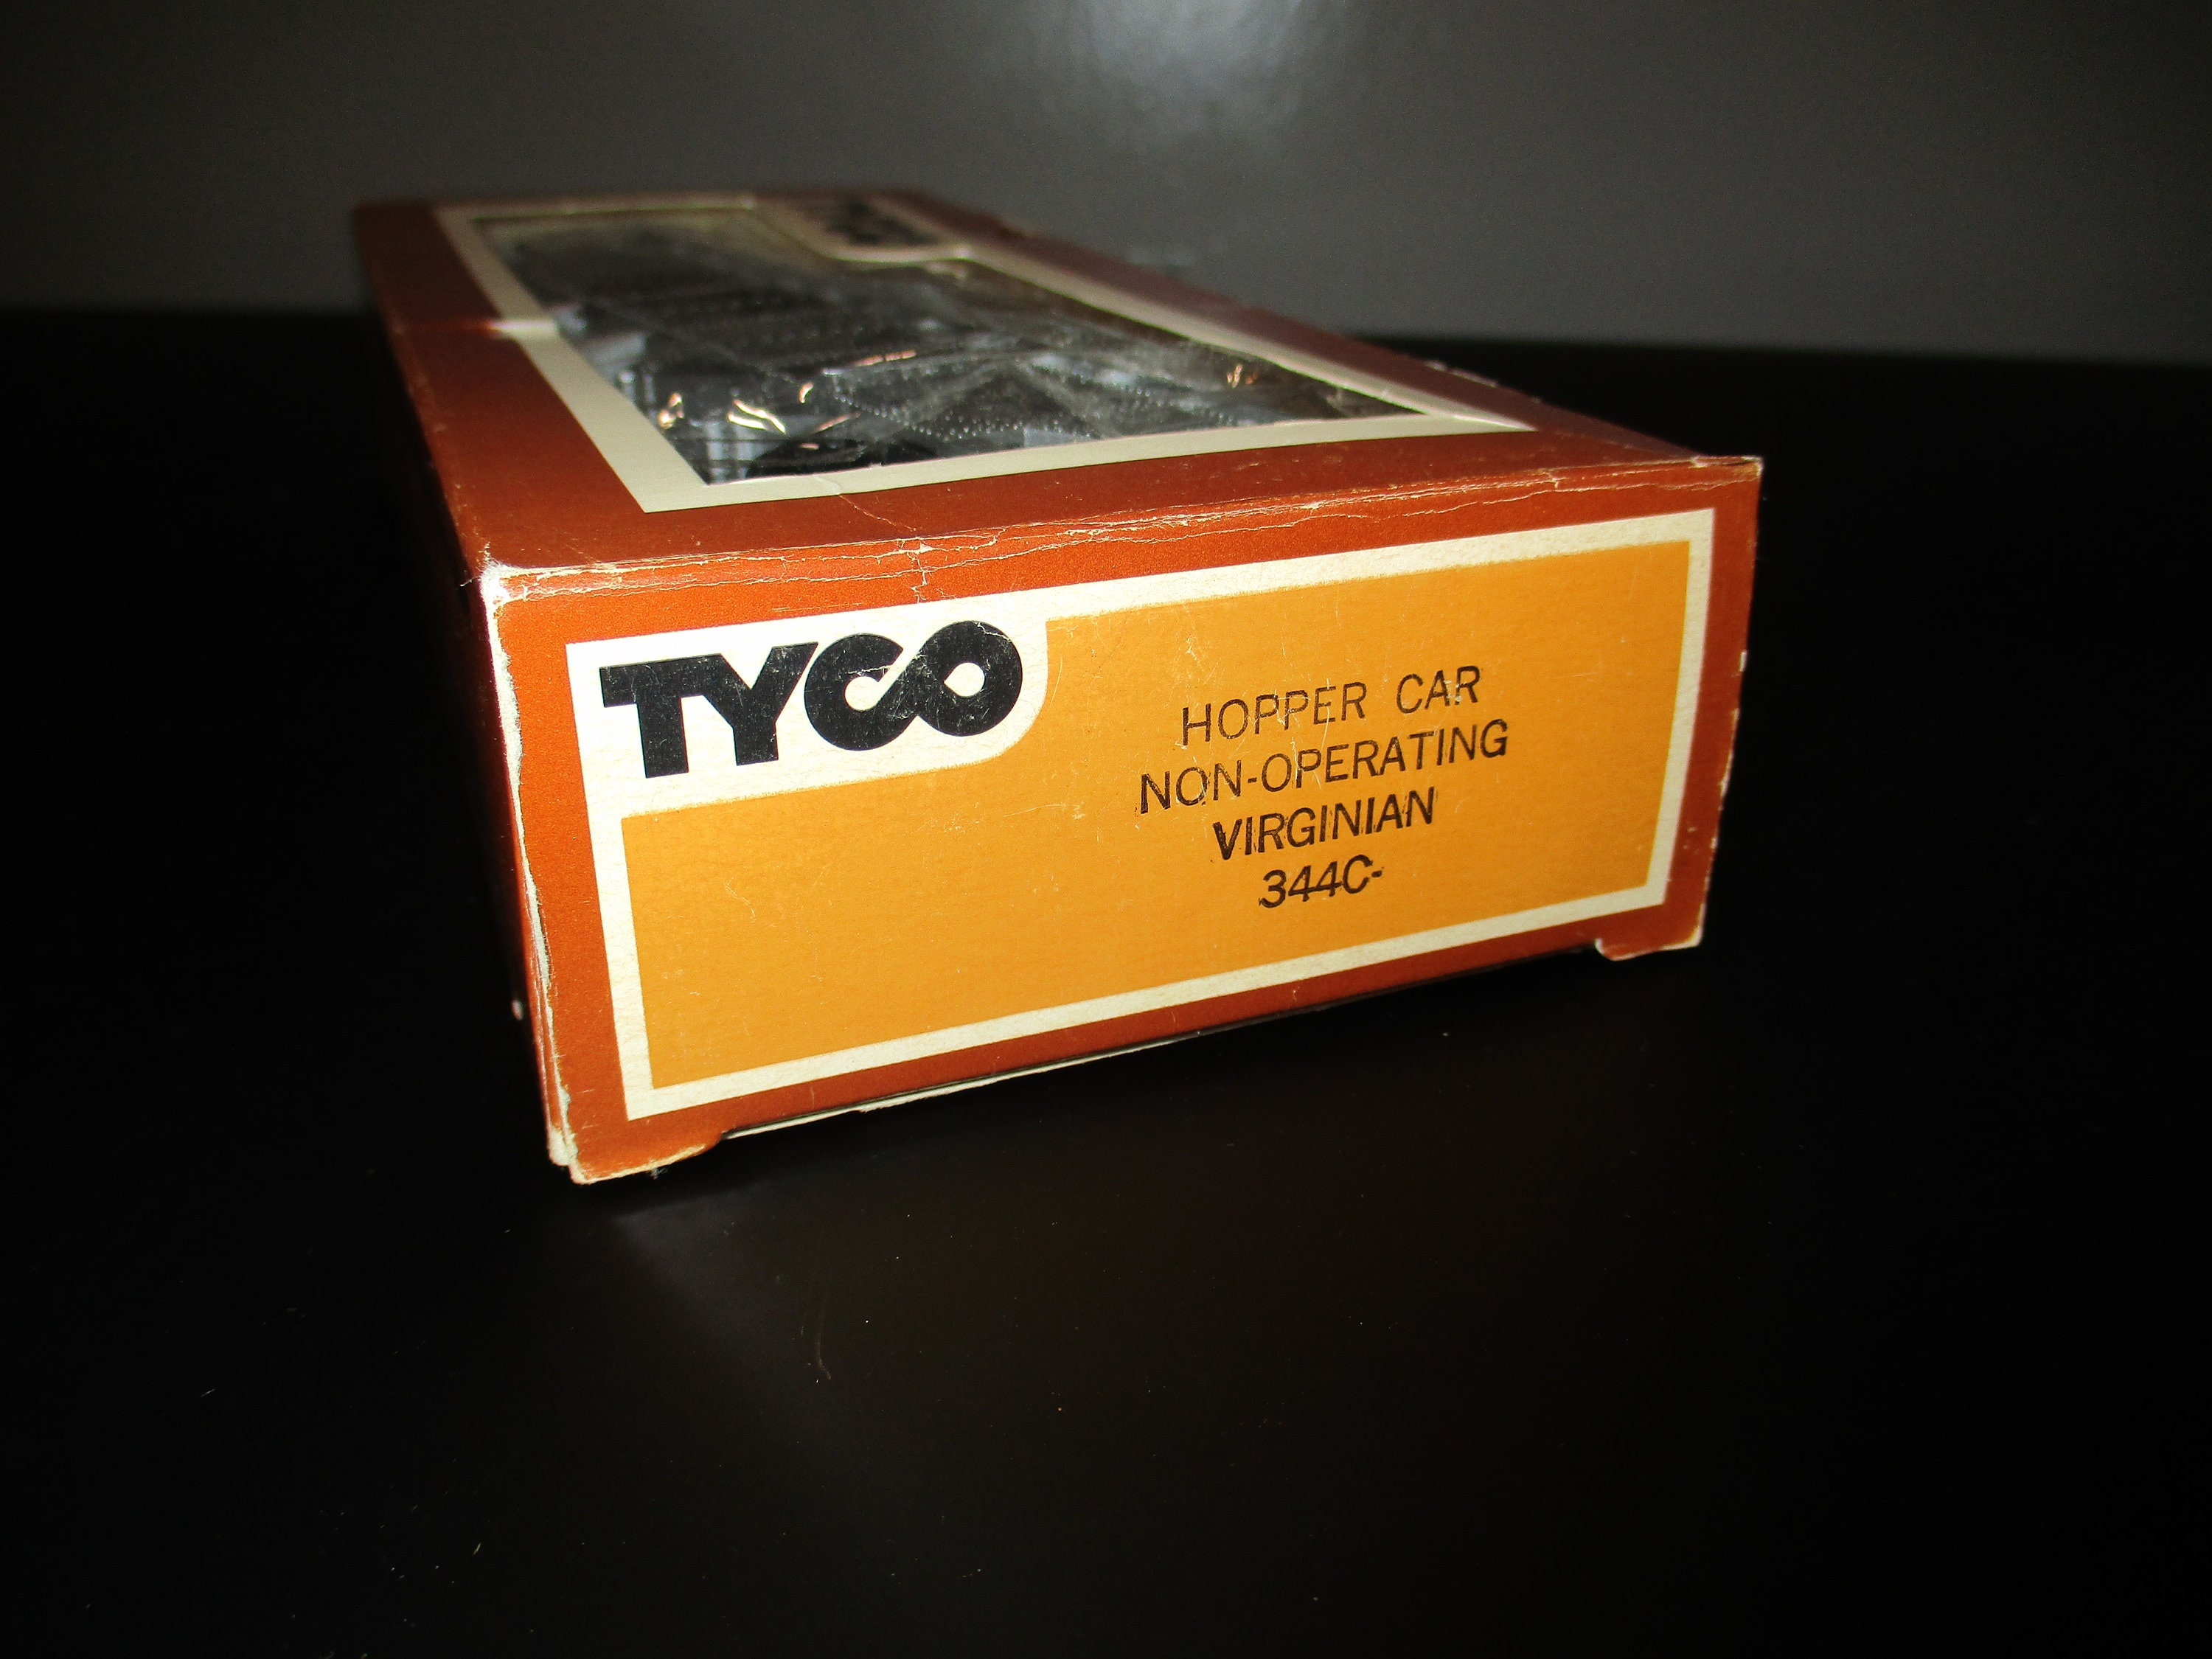 TYCO
HOPPER CAR
NON-OPERATING
VIRGINIAN
344C-